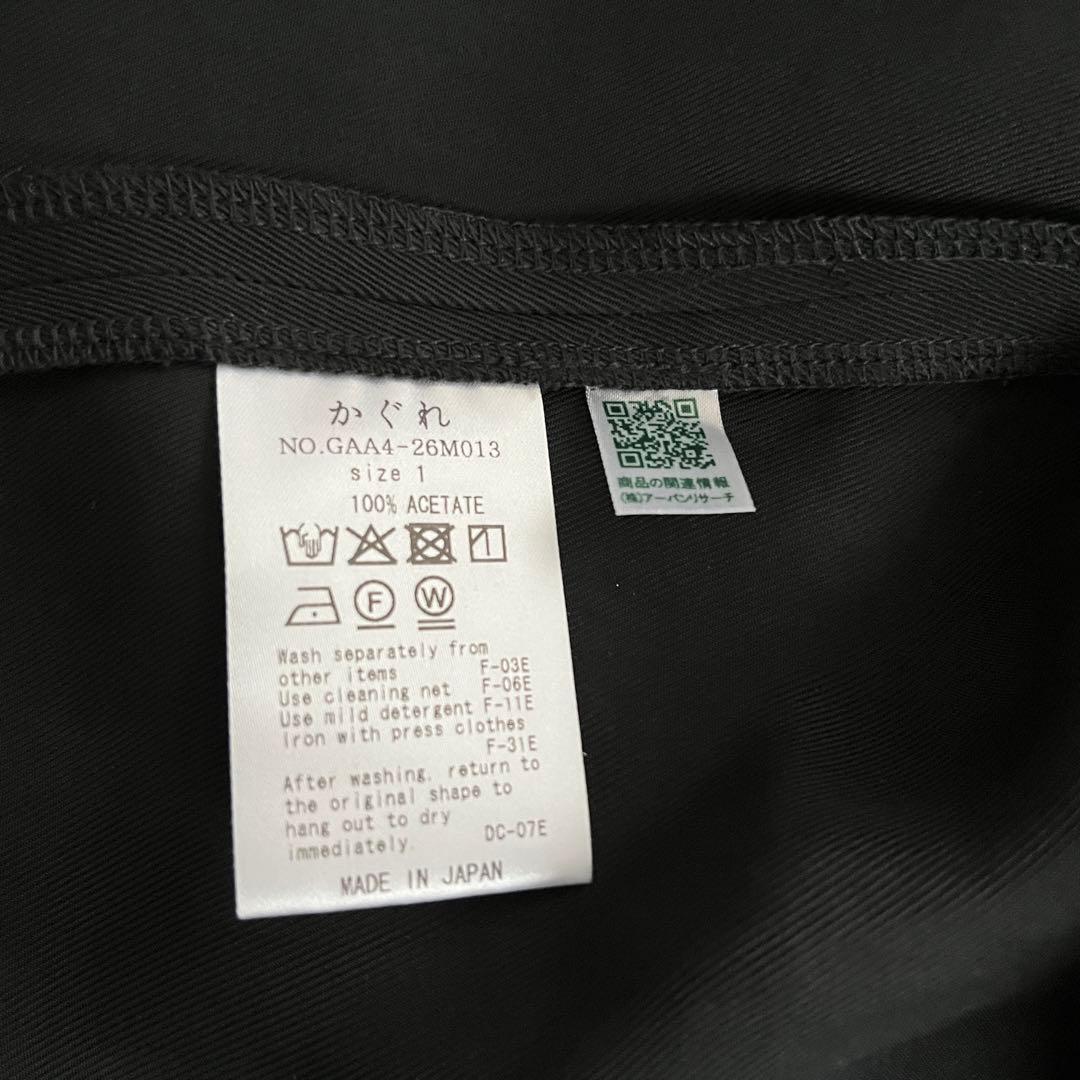 かぐれ
NO.GAA4-26M013
size 1
100% ACETATE
F W
Wash separately from
other items F-03E
Use cleaning net F-06E
Use mild detergent F-11E
Iron with press clothes
F-31E
After washing, return to
the original shape to
hang out to dry
immediately. DC-07E
MADE IN JAPAN
商品の関連情報
(株)アーバンリサーチ